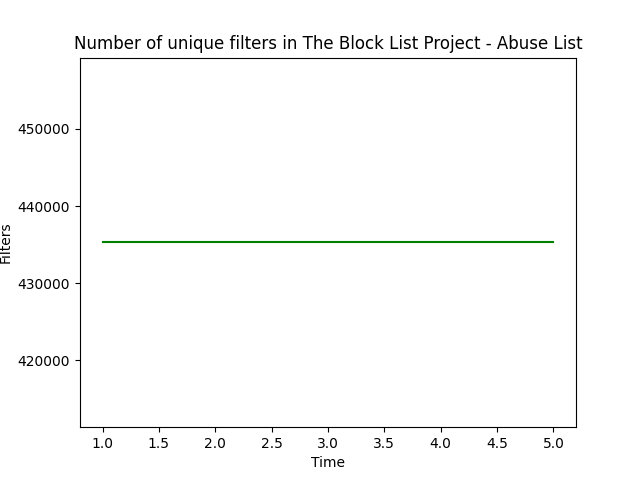 Number of unique filters in The Block List Project - Abuse List
450000
440000
430000
420000
Filters
1.0 1.5 2.0 2.5 3.0 3.5 4.0 4.5 5.0
Time